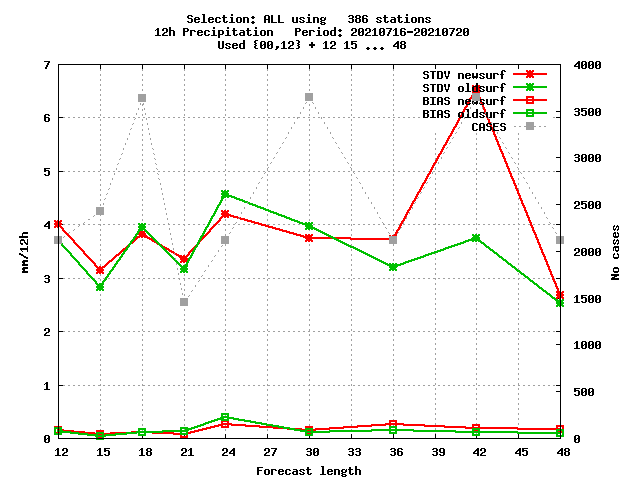 Selection: ALL using   386 stations
12h Precipitation   Period: 20210716-20210720
Used {00,12} + 12 15 ... 48
STDV newsurf
STDV oldsurf
BIAS newsurf
BIAS oldsurf
CASES
7
6
5
4
3
2
1
0
mm/12h
4000
3500
3000
2500
2000
1500
1000
500
0
No cases
12 15 18 21 24 27 30 33 36 39 42 45 48
Forecast length